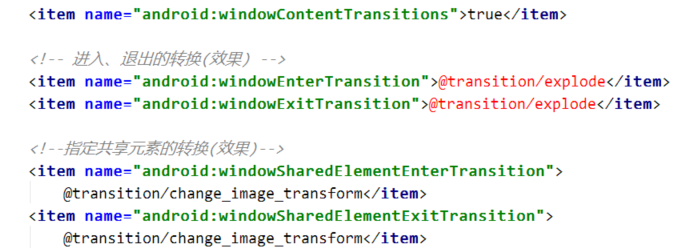 <item name="android:windowContentTransitions">true</item>
<!-- 进入、退出的转换(效果) -->
<item name="android:windowEnterTransition">@transition/explode</item>
<item name="android:windowExitTransition">@transition/explode</item>
<!--指定共享元素的转换(效果)-->
<item name="android:windowSharedElementEnterTransition">
@transition/change_image_transform</item>
<item name="android:windowSharedElementExitTransition">
@transition/change_image_transform</item>